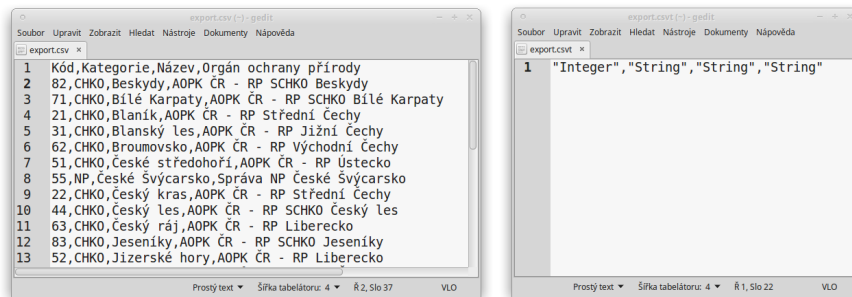 export.csv (~) - gedit
Soubor Upravit Zobrazit Hledat Nástroje Dokumenty Nápověda
export.csv ×
1 Kód,Kategorie,Název,Orgán ochrany přírody
2 82,CHKO,Beskydy,AOPK ČR - RP SCHKO Beskydy
3 71,CHKO,Bílé Karpaty,AOPK ČR - RP SCHKO Bílé Karpaty
4 21,CHKO,Blaník,AOPK ČR - RP Střední Čechy
5 31,CHKO,Blanský les,AOPK ČR - RP Jižní Čechy
6 62,CHKO,Broumovsko,AOPK ČR - RP Východní Čechy
7 51,CHKO,České středohoří,AOPK ČR - RP Ústecko
8 55,NP,České Švýcarsko,Správa NP České Švýcarsko
9 22,CHKO,Český kras,AOPK ČR - RP Střední Čechy
10 44,CHKO,Český les,AOPK ČR - RP SCHKO Český les
11 63,CHKO,Český ráj,AOPK ČR - RP Liberecko
12 83,CHKO,Jeseníky,AOPK ČR - RP SCHKO Jeseníky
13 52,CHKO,Jizerské hory,AOPK ČR - RP Liberecko
Prostý text Šířka tabelátoru: 4 Ř 2, Slo 37 VLO
export.csvt (~) - gedit
Soubor Upravit Zobrazit Hledat Nástroje Dokumenty Nápověda
export.csvt ×
1 "Integer","String","String","String"
Prostý text Šířka tabelátoru: 4 Ř 1, Slo 22 VLO